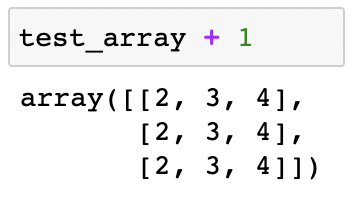 test_array + 1
array([[2, 3, 4],
       [2, 3, 4],
       [2, 3, 4]])